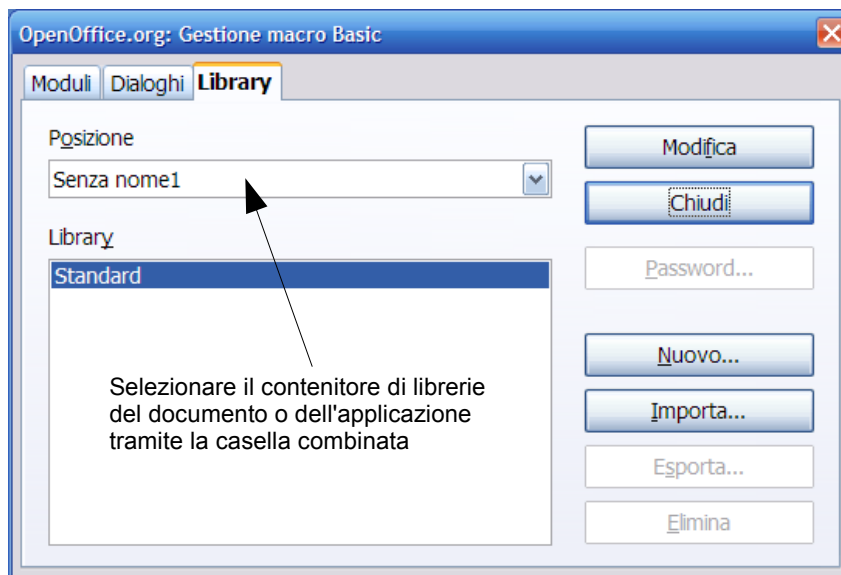 OpenOffice.org: Gestione macro Basic
Moduli Dialoghi Library
Posizione
Senza nome1
Library
Standard
Selezionare il contenitore di librerie
del documento o dell'applicazione
tramite la casella combinata
Modifica
Chiudi
Password...
Nuovo...
Importa...
Esporta...
Elimina